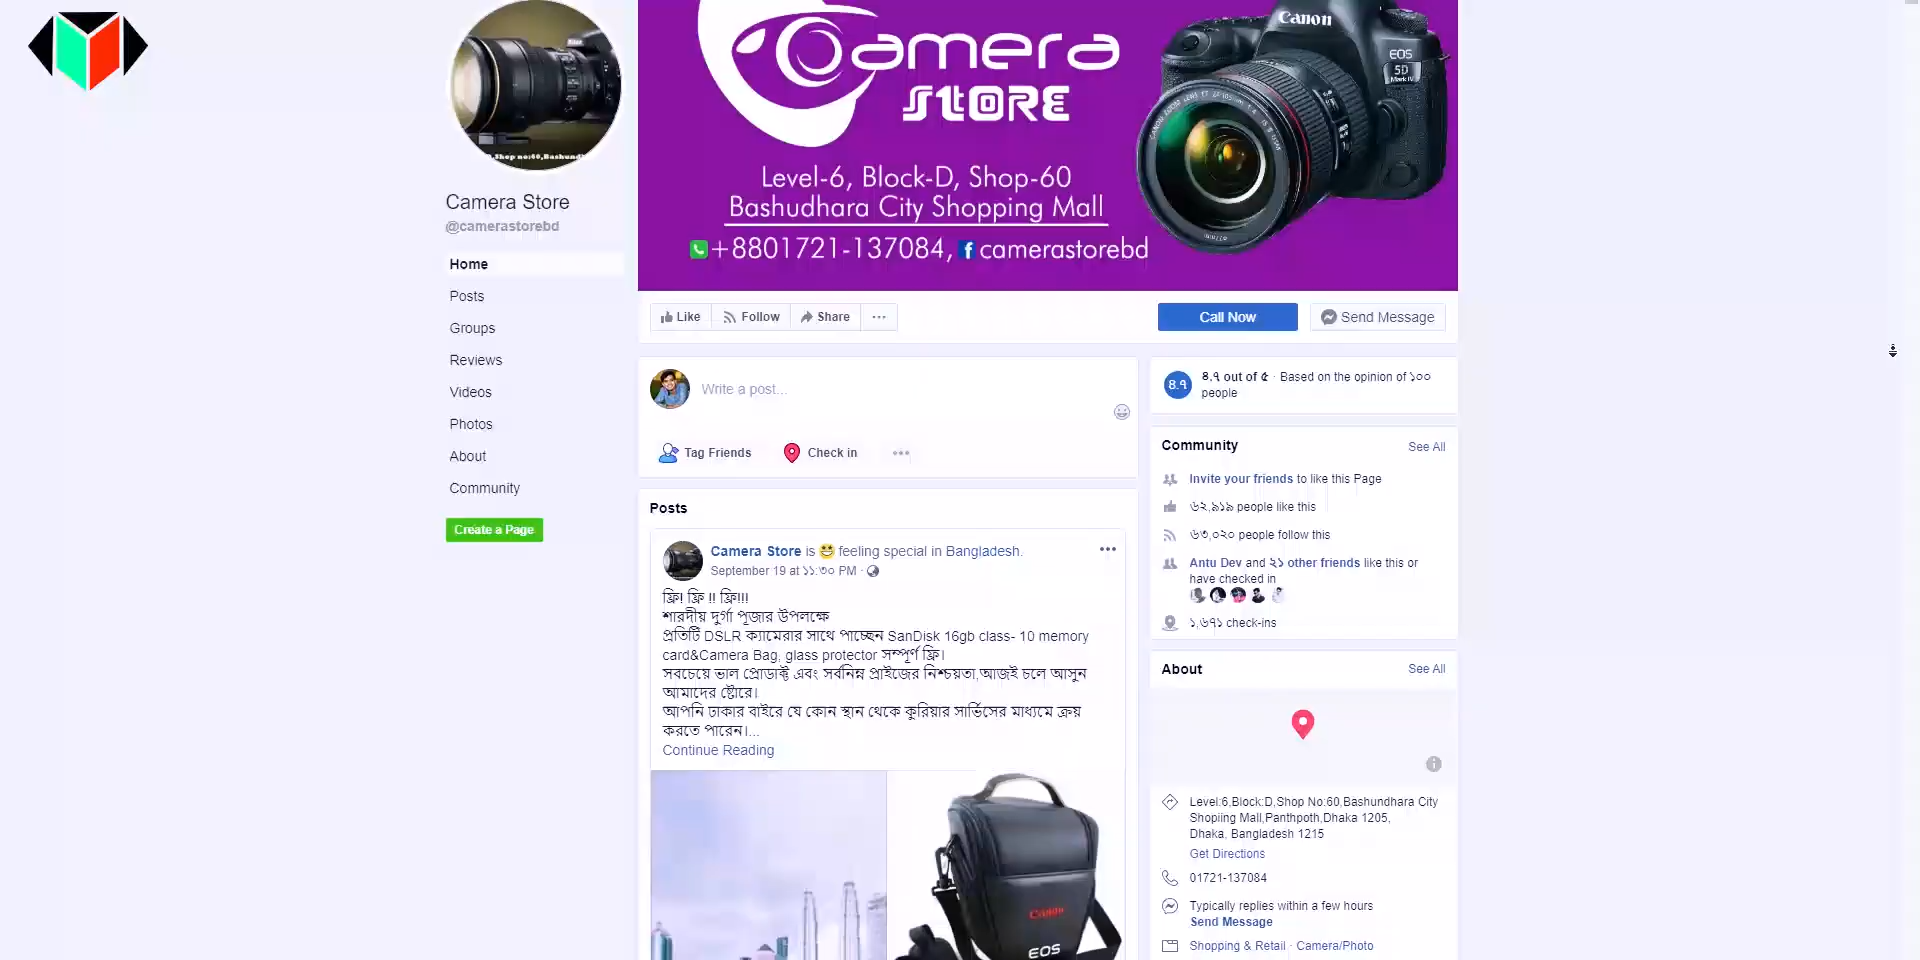 Camera
STORE
Level-6, Block-D, Shop-60
Bashudhara City Shopping Mall
+8801721-137084, camerastorebd
Canon
EOS
5D
Mark IV
Camera Store
@camerastorebd
Home
Posts
Groups
Reviews
Videos
Photos
About
Community
Create a Page
Like Follow Share
Call Now Send Message
Write a post...
Tag Friends Check in
Posts
Camera Store is feeling special in Bangladesh.
September 19 at ১১:৩০ PM ·
ফ্রি! ফ্রি !! ফ্রি!!!
শারদীয় দুর্গা পূজার উপলক্ষে
প্রতিটি DSLR ক্যামেরার সাথে পাচ্ছেন SanDisk 16gb class- 10 memory
card&Camera Bag, glass protector সম্পূর্ণ ফ্রি।
সবচেয়ে ভাল প্রোডাক্ট এবং সর্বনিম্ন প্রাইজের নিশ্চয়তা,আজই চলে আসুন
আমাদের ষ্টোরে।
আপনি ঢাকার বাইরে যে কোন স্থান থেকে কুরিয়ার সার্ভিসের মাধ্যমে ক্রয়
করতে পারেন।...
Continue Reading
Canon
EOS
৪.৭ ৪.৭ out of ৫ · Based on the opinion of ১০০
people
Community See All
Invite your friends to like this Page
৬২,৯১৯ people like this
৬৩,০২০ people follow this
Antu Dev and ২১ other friends like this or
have checked in
১,৬৭১ check-ins
About See All
Level:6,Block:D,Shop No:60,Bashundhara City
Shopiing Mall,Panthpoth,Dhaka 1205,
Dhaka, Bangladesh 1215
Get Directions
01721-137084
Typically replies within a few hours
Send Message
Shopping & Retail · Camera/Photo